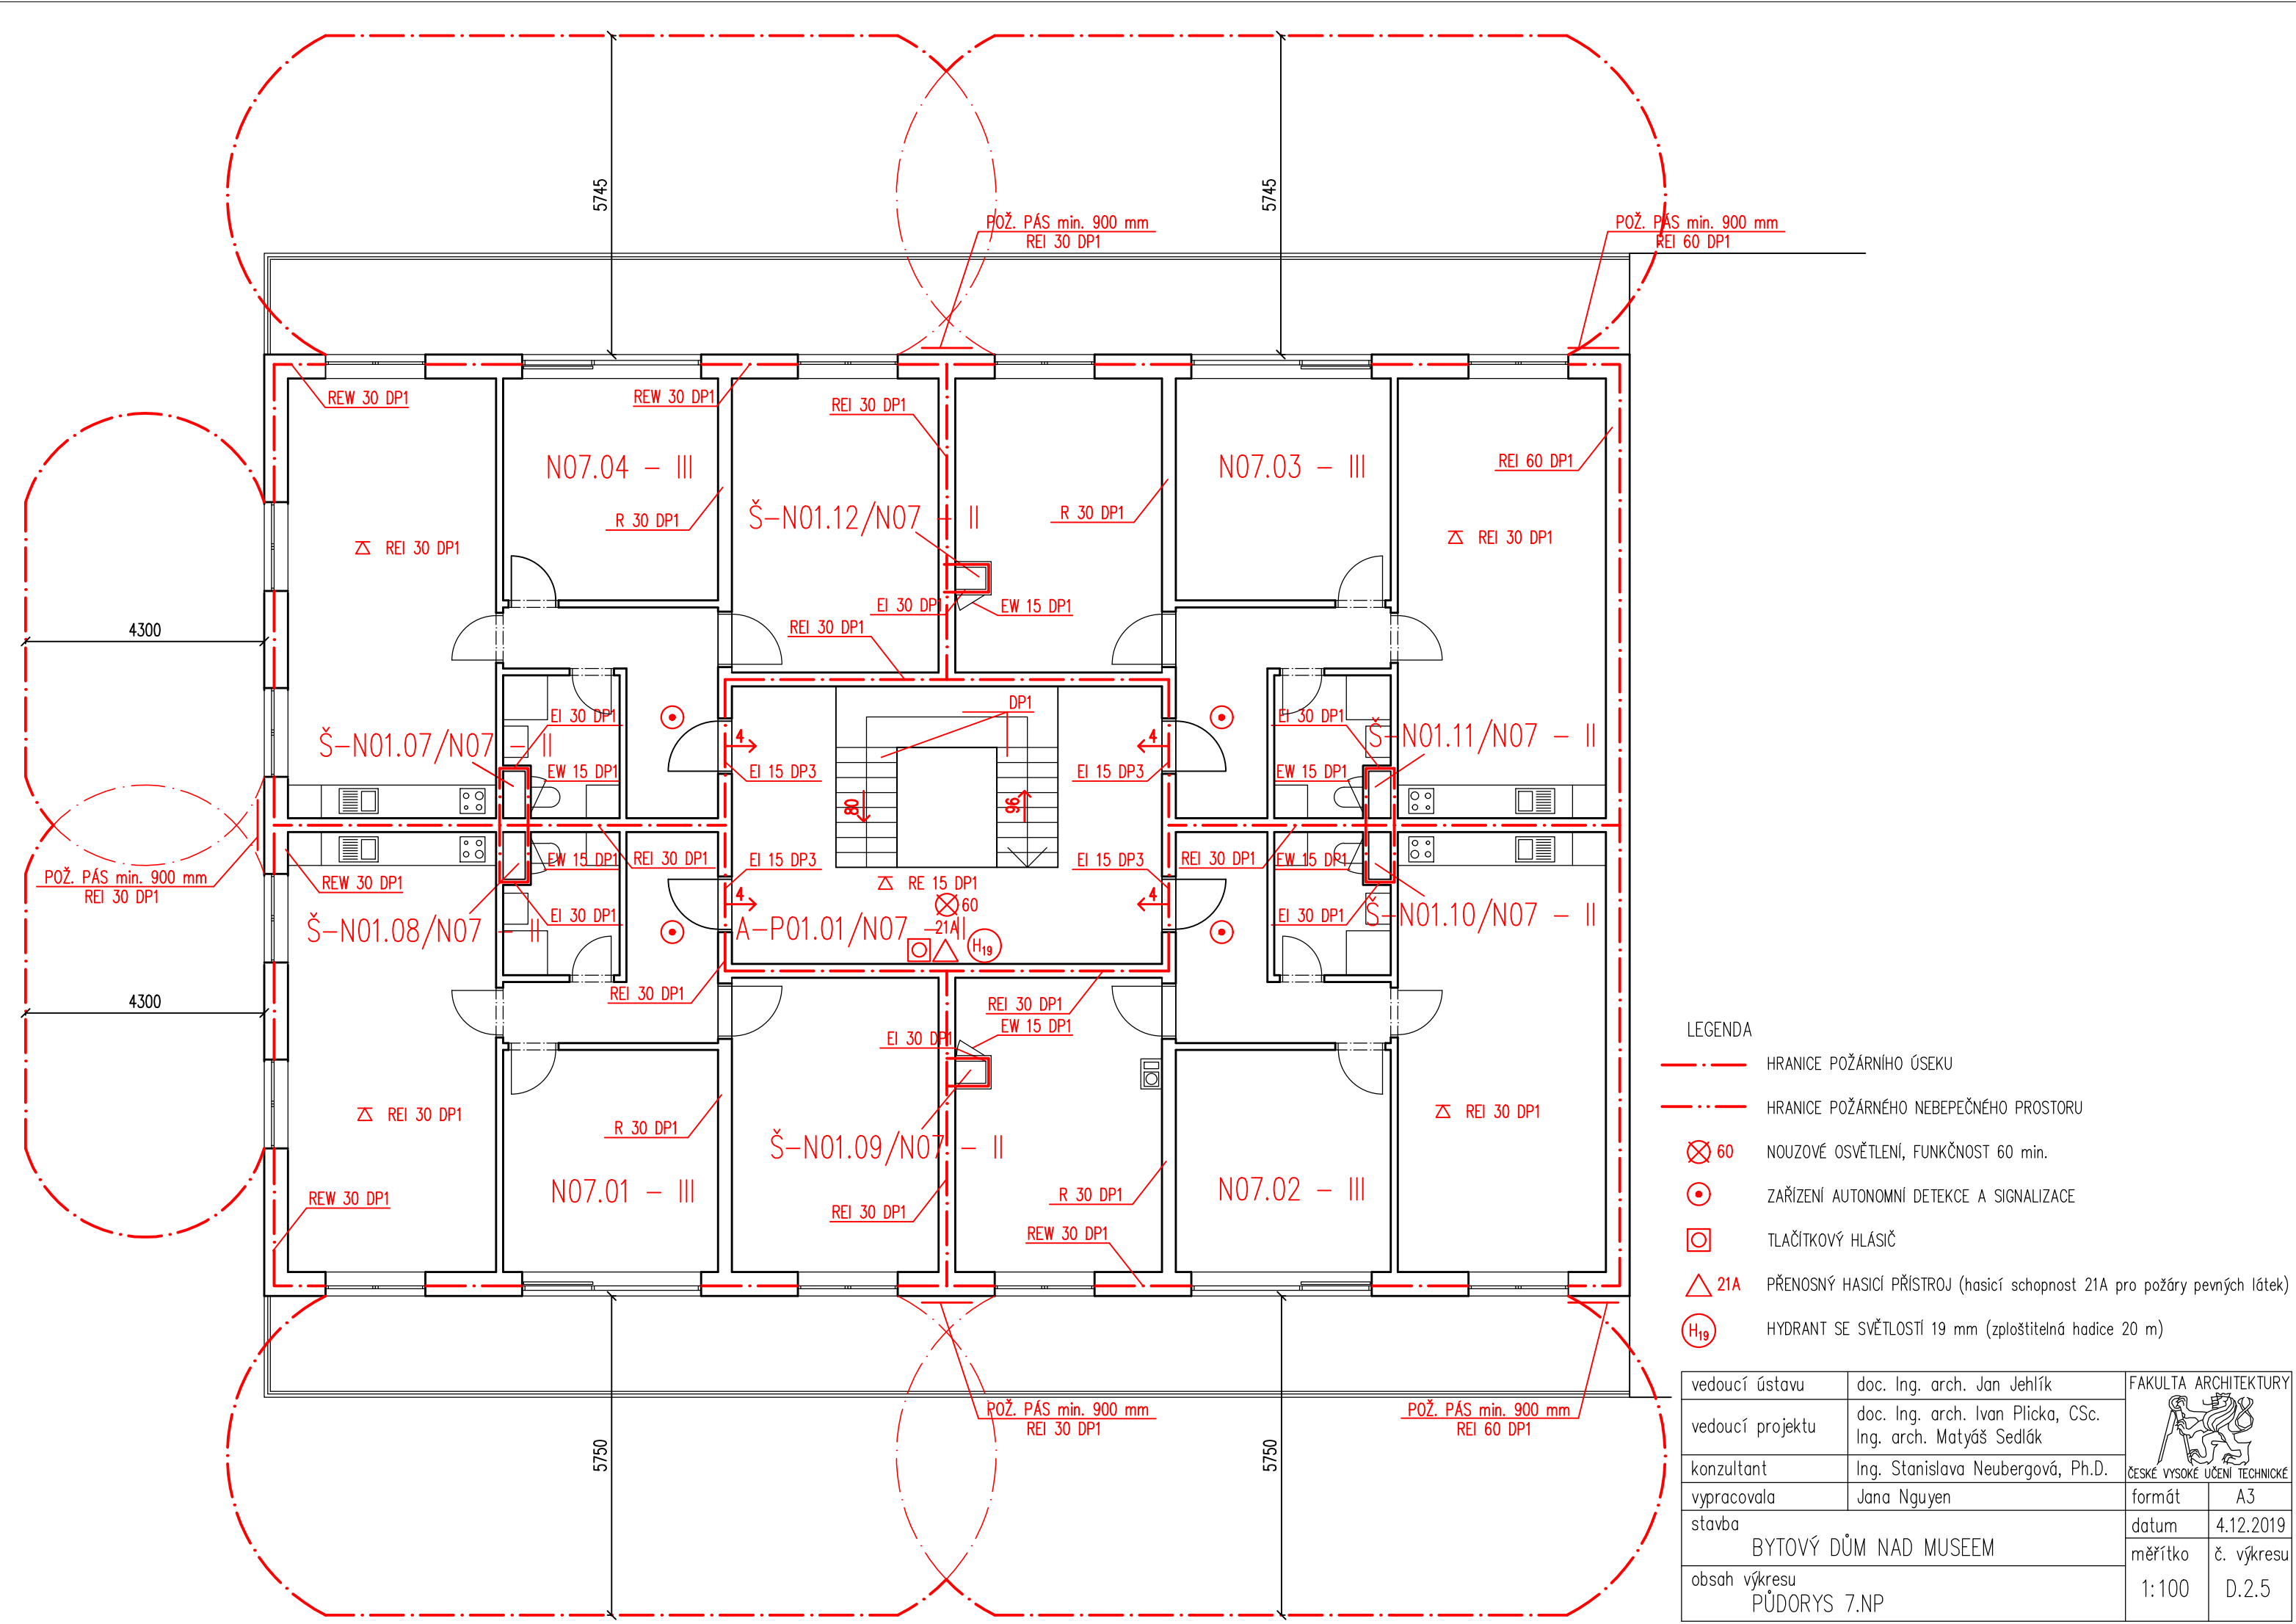 5745
5745
POŽ. PÁS min. 900 mm
REI 30 DP1
POŽ. PÁS min. 900 mm
REI 60 DP1
REW 30 DP1
REW 30 DP1
REI 30 DP1
N07.04 – III
N07.03 – III
REI 60 DP1
R 30 DP1
Š–N01.12/N07 – II
R 30 DP1
REI 30 DP1
REI 30 DP1
EI 30 DP1
EW 15 DP1
REI 30 DP1
4300
DP1
EI 30 DP1
EI 30 DP1
Š–N01.07/N07 – II
Š–N01.11/N07 – II
4
4
EW 15 DP1
EI 15 DP3
EI 15 DP3
EW 15 DP1
80
96
EW 15 DP1
REI 30 DP1
EI 15 DP3
EI 15 DP3
REI 30 DP1
EW 15 DP1
POŽ. PÁS min. 900 mm
REI 30 DP1
REW 30 DP1
RE 15 DP1
4
60
4
EI 30 DP1
EI 30 DP1
Š–N01.08/N07 – II
A–P01.01/N07 – II
21A
H19
Š–N01.10/N07 – II
4300
REI 30 DP1
REI 30 DP1
EW 15 DP1
EI 30 DP1
REI 30 DP1
REI 30 DP1
R 30 DP1
Š–N01.09/N07 – II
N07.01 – III
N07.02 – III
REW 30 DP1
R 30 DP1
REI 30 DP1
REW 30 DP1
POŽ. PÁS min. 900 mm
REI 30 DP1
POŽ. PÁS min. 900 mm
REI 60 DP1
5750
5750
LEGENDA
HRANICE POŽÁRNÍHO ÚSEKU
HRANICE POŽÁRNÉHO NEBEPEČNÉHO PROSTORU
60 NOUZOVÉ OSVĚTLENÍ, FUNKČNOST 60 min.
ZAŘÍZENÍ AUTONOMNÍ DETEKCE A SIGNALIZACE
TLAČÍTKOVÝ HLÁSIČ
21A PŘENOSNÝ HASICÍ PŘÍSTROJ (hasicí schopnost 21A pro požáry pevných látek)
H19 HYDRANT SE SVĚTLOSTÍ 19 mm (zploštitelná hadice 20 m)
vedoucí ústavu doc. Ing. arch. Jan Jehlík
FAKULTA ARCHITEKTURY
vedoucí projektu doc. Ing. arch. Ivan Plicka, CSc.
Ing. arch. Matyáš Sedlák
konzultant Ing. Stanislava Neubergová, Ph.D.
ČESKÉ VYSOKÉ UČENÍ TECHNICKÉ
vypracovala Jana Nguyen
formát A3
stavba
BYTOVÝ DŮM NAD MUSEEM
datum 4.12.2019
měřítko č. výkresu
1:100 D.2.5
obsah výkresu
PŮDORYS 7.NP